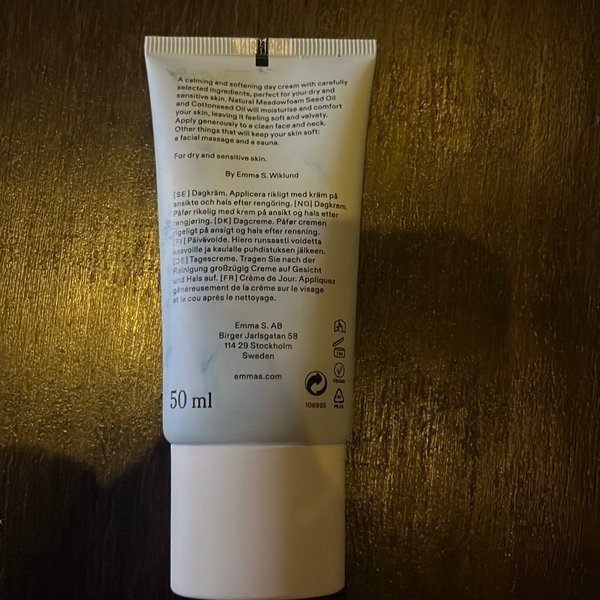 A calming and softening day cream with carefully
selected ingredients, perfect for your dry and
sensitive skin. Natural Meadowfoam Seed Oil
and Cottonseed Oil will moisturise and comfort
your skin, leaving it feeling soft and velvety.
Apply generously to a clean face and neck.
Other things that will keep your skin soft:
a facial massage and a sauna.
For dry and sensitive skin.
By Emma S. Wiklund
[SE] Dagkräm. Applicera rikligt med kräm på
ansikte och hals efter rengöring. [NO] Dagkrem.
Påfør rikelig med krem på ansikt og hals etter
rengjøring. [DK] Dagcreme. Påfør cremen
rigeligt på ansigt og hals efter rensning.
[FI] Päivävoide. Hiero runsaasti voidetta
kasvoille ja kaulalle puhdistuksen jälkeen.
[DE] Tagescreme. Tragen Sie nach der
Reinigung großzügig Creme auf Gesicht
und Hals auf. [FR] Crème de Jour. Appliquez
généreusement de la crème sur le visage
et le cou après le nettoyage.
Emma S. AB
Birger Jarlsgatan 58
114 29 Stockholm
Sweden
emmas.com
50 ml
106995
VEGAN